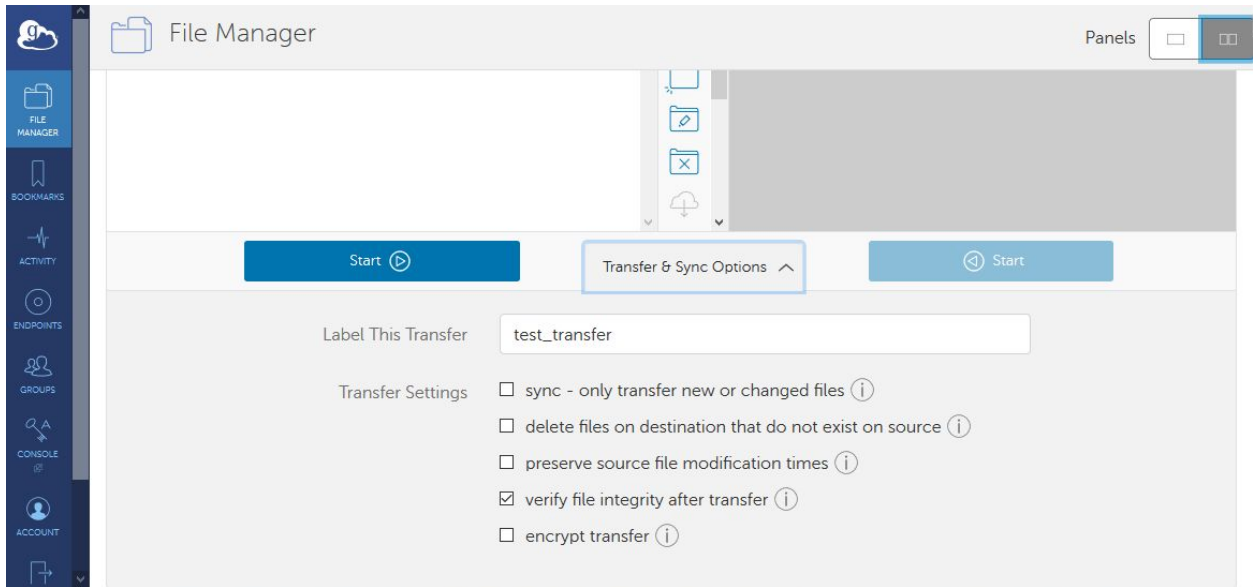 g
File Manager
Panels
FILE
MANAGER
BOOKMARKS
ACTIVITY
ENDPOINTS
GROUPS
CONSOLE
ACCOUNT
Start
Transfer & Sync Options
Start
Label This Transfer
test_transfer
Transfer Settings
sync - only transfer new or changed files
delete files on destination that do not exist on source
preserve source file modification times
verify file integrity after transfer
encrypt transfer